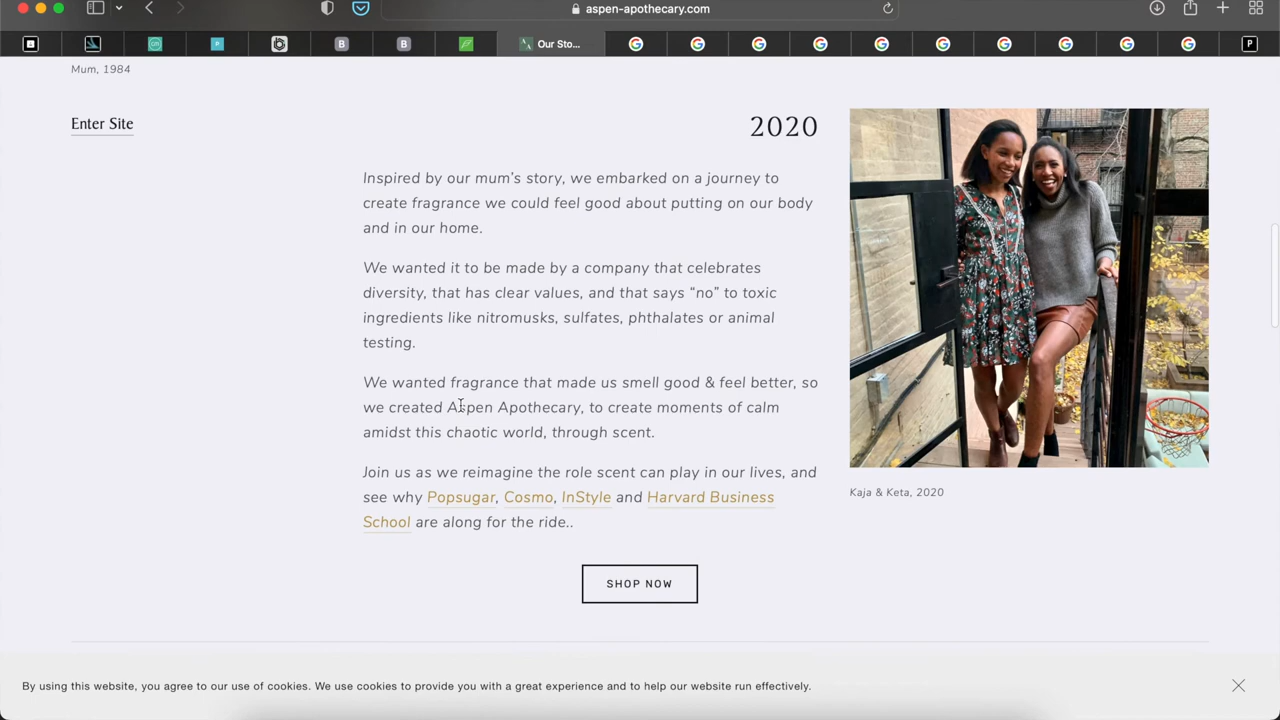 aspen-apothecary.com
Our Sto...
Mum, 1984
Enter Site
2020
Inspired by our mum's story, we embarked on a journey to
create fragrance we could feel good about putting on our body
and in our home.
We wanted it to be made by a company that celebrates
diversity, that has clear values, and that says “no” to toxic
ingredients like nitromusks, sulfates, phthalates or animal
testing.
We wanted fragrance that made us smell good & feel better, so
we created Aspen Apothecary, to create moments of calm
amidst this chaotic world, through scent.
Join us as we reimagine the role scent can play in our lives, and
see why Popsugar, Cosmo, InStyle and Harvard Business
School are along for the ride..
Kaja & Keta, 2020
SHOP NOW
By using this website, you agree to our use of cookies. We use cookies to provide you with a great experience and to help our website run effectively.